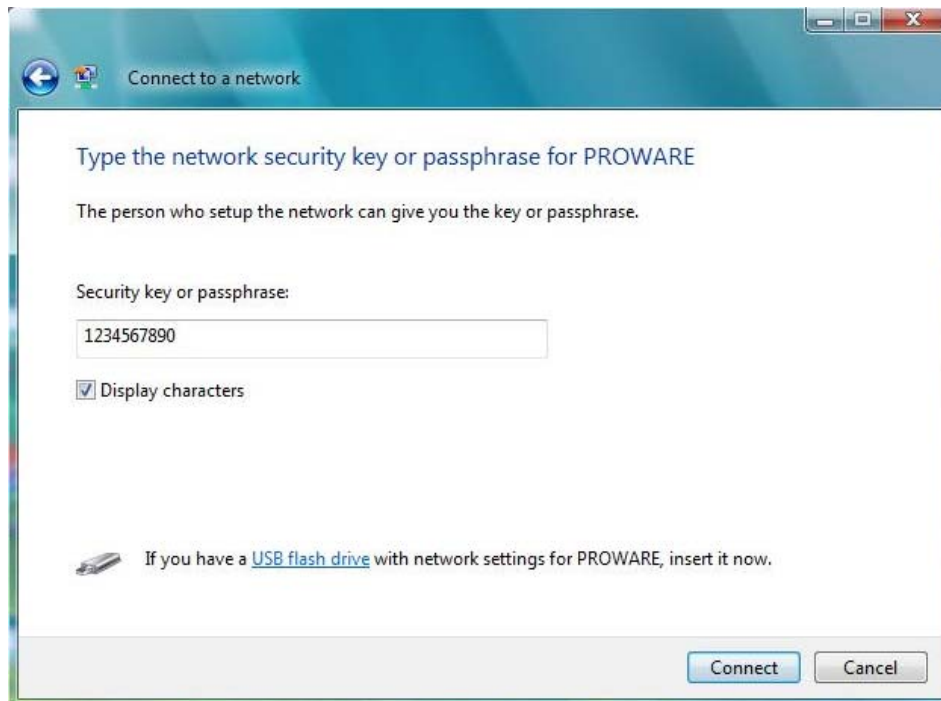 Connect to a network
Type the network security key or passphrase for PROWARE
The person who setup the network can give you the key or passphrase.
Security key or passphrase:
1234567890
Display characters
If you have a USB flash drive with network settings for PROWARE, insert it now.
Connect Cancel